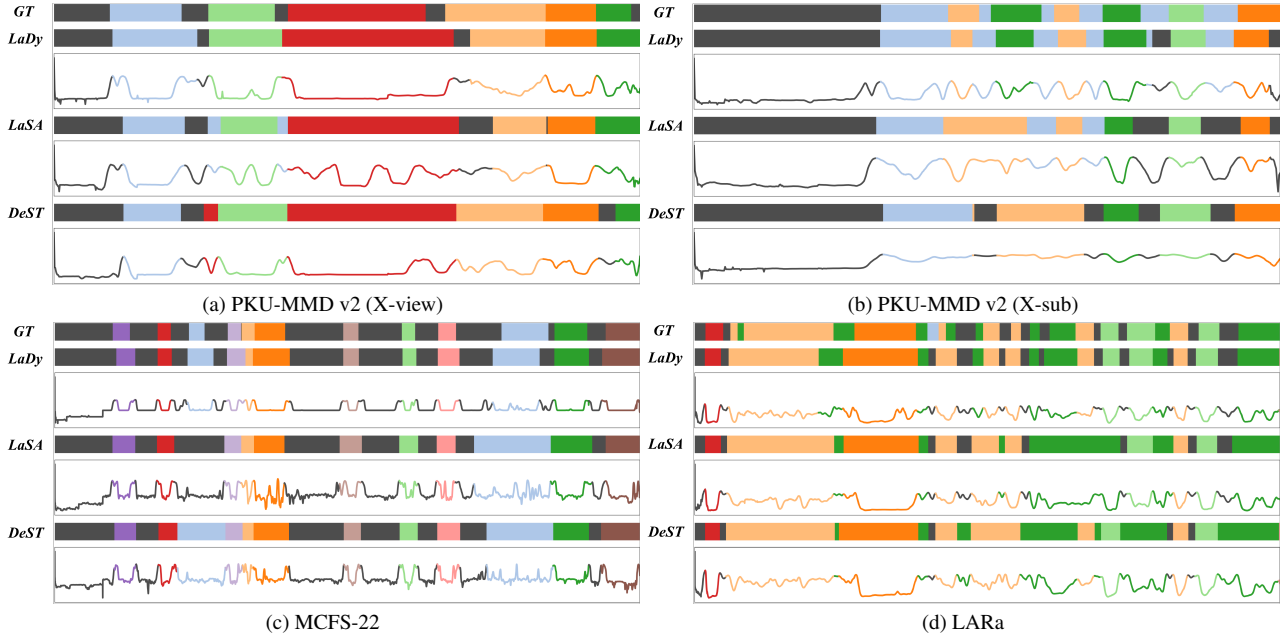 GT
GT
LaDy
LaDy
LaSA
LaSA
DeST
DeST
(a) PKU-MMD v2 (X-view)
(b) PKU-MMD v2 (X-sub)
GT
GT
LaDy
LaDy
LaSA
LaSA
DeST
DeST
(c) MCFS-22
(d) LARa